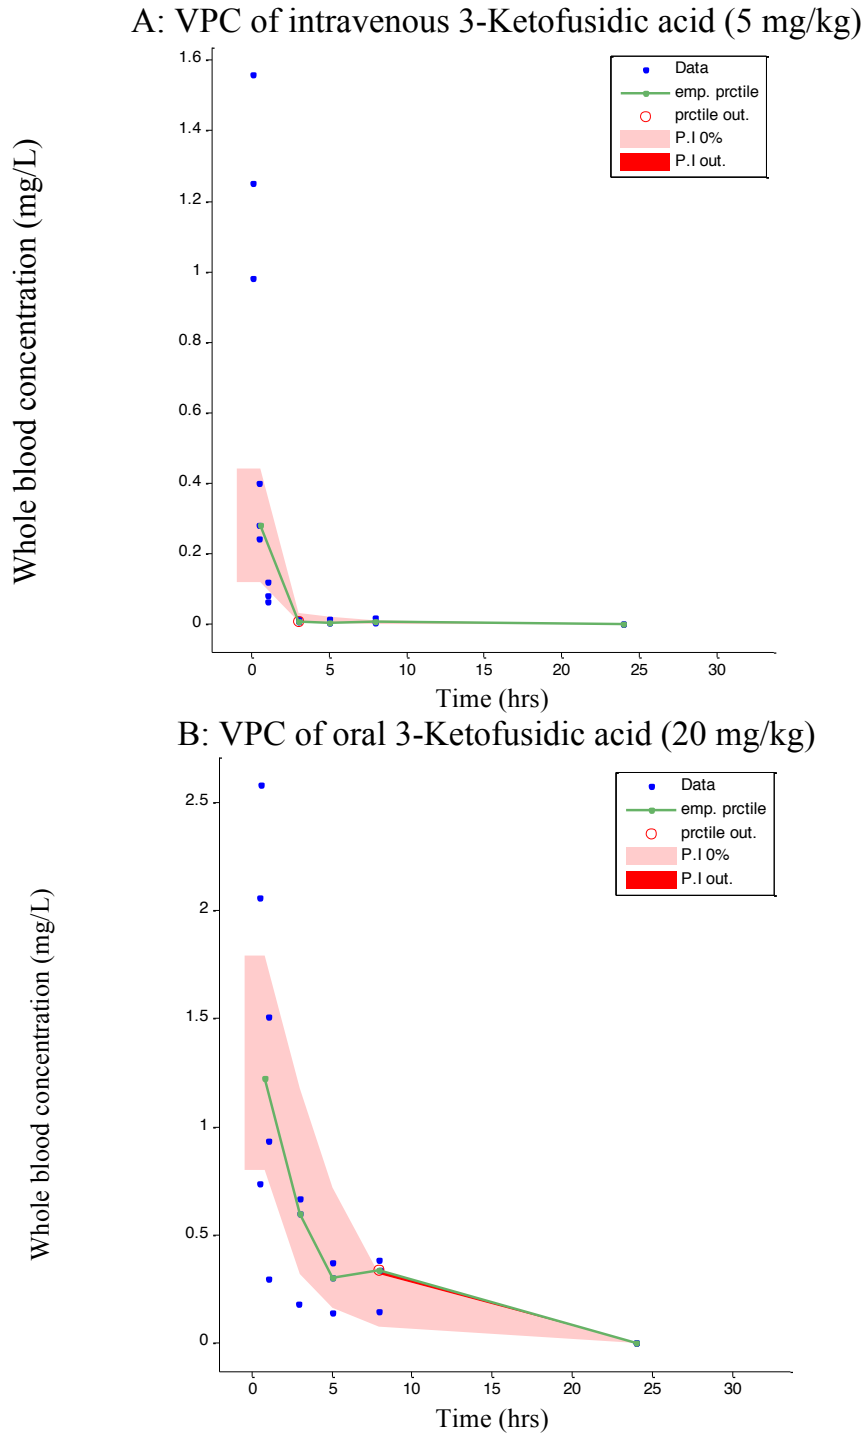 A: VPC of intravenous 3-Ketofusidic acid (5 mg/kg)
Whole blood concentration (mg/L)
1.6
1.4
1.2
1
0.8
0.6
0.4
0.2
0
Data
emp. prctile
prctile out.
P.I 0%
P.I out.
0 5 10 15 20 25 30
Time (hrs)
B: VPC of oral 3-Ketofusidic acid (20 mg/kg)
Whole blood concentration (mg/L)
2.5
2
1.5
1
0.5
0
Data
emp. prctile
prctile out.
P.I 0%
P.I out.
0 5 10 15 20 25 30
Time (hrs)